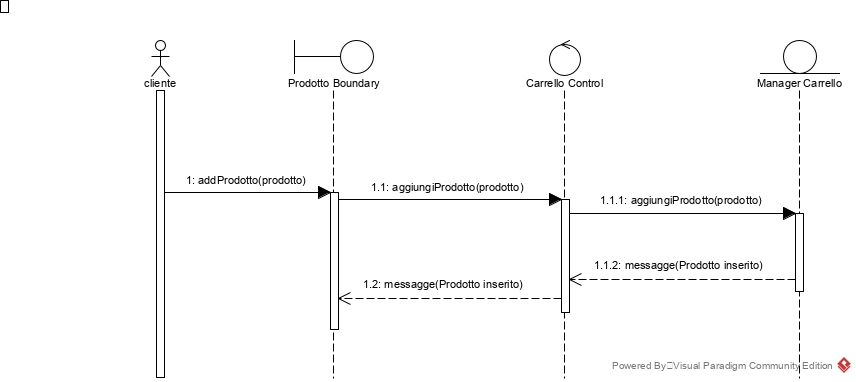 cliente
Prodotto Boundary
Carrello Control
Manager Carrello
1: addProdotto(prodotto)
1.1: aggiungiProdotto(prodotto)
1.1.1: aggiungiProdotto(prodotto)
1.1.2: messagge(Prodotto inserito)
1.2: messagge(Prodotto inserito)
Powered By Visual Paradigm Community Edition